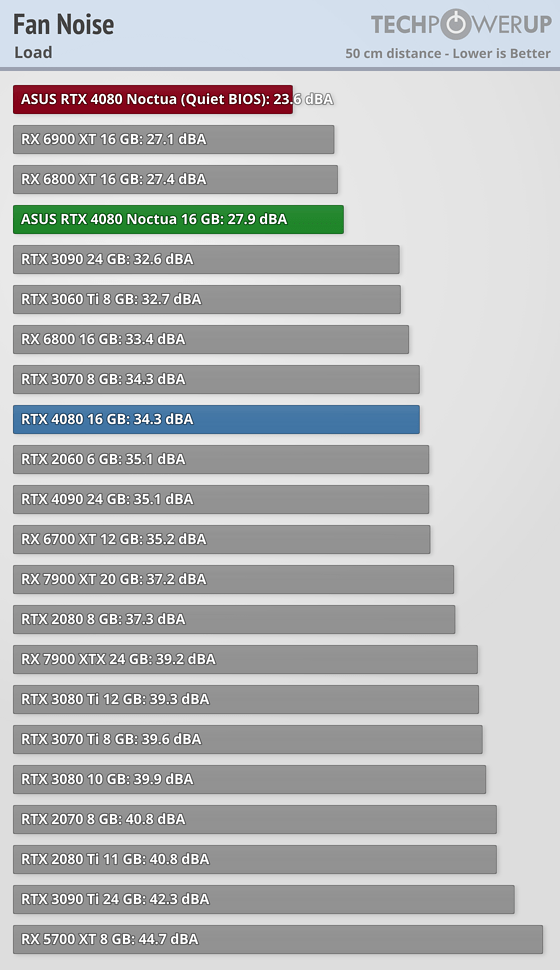 Fan Noise
TECHPOWERUP
Load
50 cm distance - Lower is Better
ASUS RTX 4080 Noctua (Quiet BIOS): 23.6 dBA
RX 6900 XT 16 GB: 27.1 dBA
RX 6800 XT 16 GB: 27.4 dBA
ASUS RTX 4080 Noctua 16 GB: 27.9 dBA
RTX 3090 24 GB: 32.6 dBA
RTX 3060 Ti 8 GB: 32.7 dBA
RX 6800 16 GB: 33.4 dBA
RTX 3070 8 GB: 34.3 dBA
RTX 4080 16 GB: 34.3 dBA
RTX 2060 6 GB: 35.1 dBA
RTX 4090 24 GB: 35.1 dBA
RX 6700 XT 12 GB: 35.2 dBA
RX 7900 XT 20 GB: 37.2 dBA
RTX 2080 8 GB: 37.3 dBA
RX 7900 XTX 24 GB: 39.2 dBA
RTX 3080 Ti 12 GB: 39.3 dBA
RTX 3070 Ti 8 GB: 39.6 dBA
RTX 3080 10 GB: 39.9 dBA
RTX 2070 8 GB: 40.8 dBA
RTX 2080 Ti 11 GB: 40.8 dBA
RTX 3090 Ti 24 GB: 42.3 dBA
RX 5700 XT 8 GB: 44.7 dBA